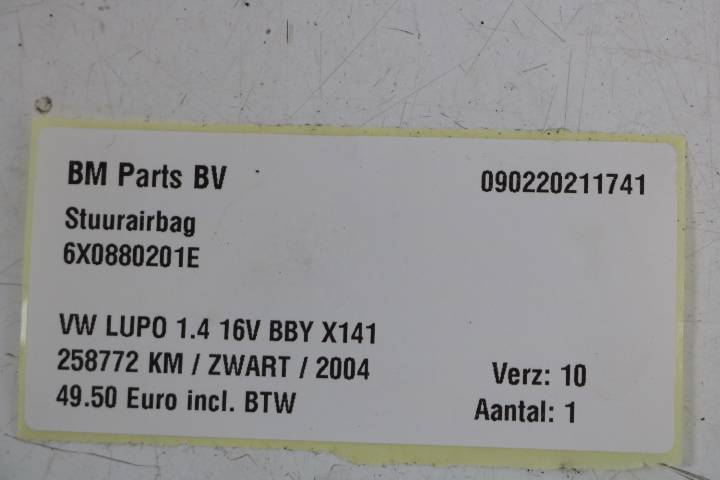 BM Parts BV 090220211741
Stuurairbag
6X0880201E
VW LUPO 1.4 16V BBY X141
258772 KM / ZWART / 2004 Verz: 10
49.50 Euro incl. BTW Aantal: 1